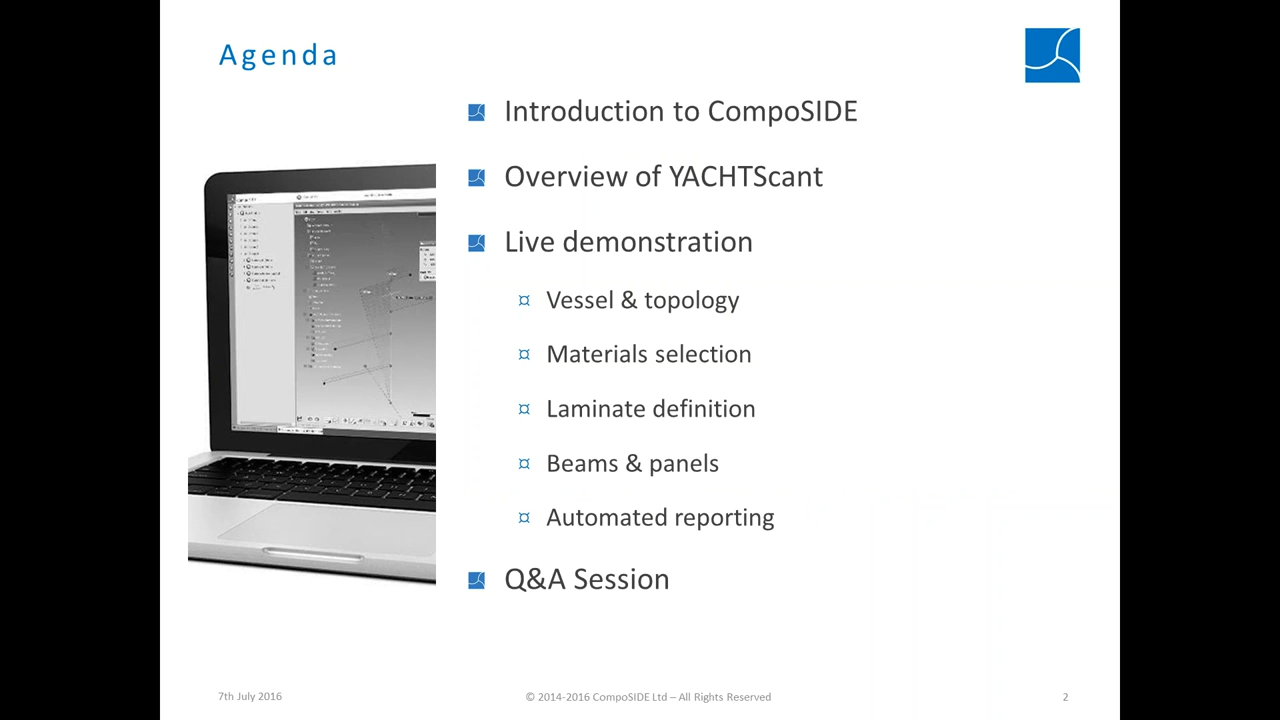 Agenda
Introduction to CompoSIDE
Overview of YACHTScant
Live demonstration
Vessel & topology
Materials selection
Laminate definition
Beams & panels
Automated reporting
Q&A Session
7th July 2016
© 2014-2016 CompoSIDE Ltd – All Rights Reserved
2